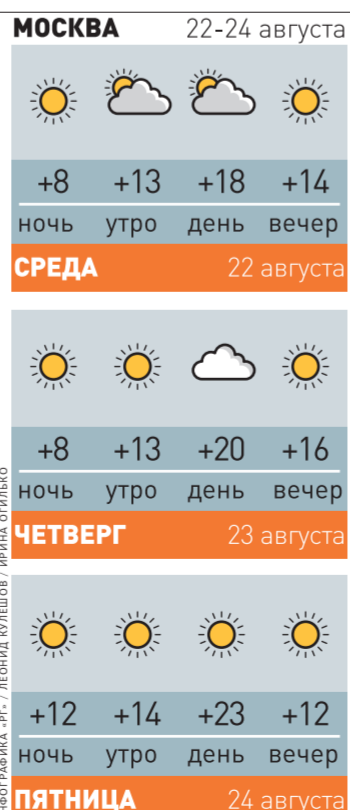 МОСКВА 22-24 августа
+8 +13 +18 +14
ночь утро день вечер
СРЕДА 22 августа
+8 +13 +20 +16
ночь утро день вечер
ЧЕТВЕРГ 23 августа
+12 +14 +23 +12
ночь утро день вечер
ПЯТНИЦА 24 августа
НФОГРАФИКА «РГ» / ЛЕОНИД КУЛЕШОВ / ИРИНА ОГИЛЬКО